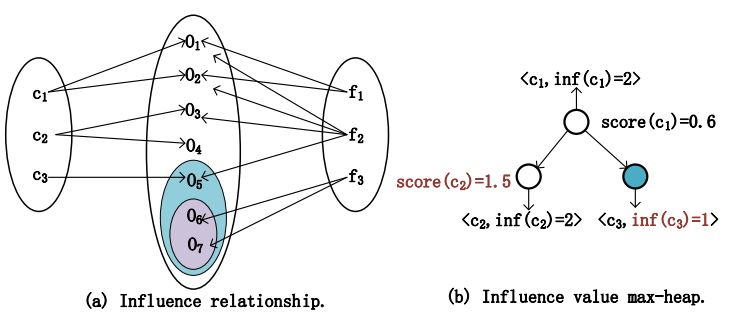 O1
O2
O3
O4
O5
O6
O7
c1
c2
c3
f1
f2
f3
(a) Influence relationship.
<c1, inf(c1)=2>
score(c1)=0.6
score(c2)=1.5
<c2, inf(c2)=2>
<c3, inf(c3)=1>
(b) Influence value max-heap.